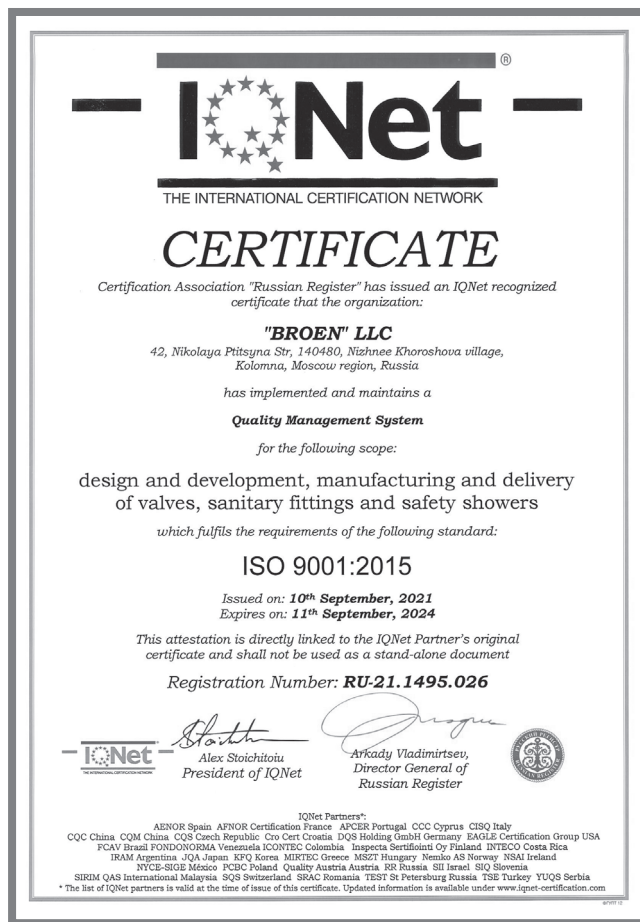 ®
IQNet
THE INTERNATIONAL CERTIFICATION NETWORK
CERTIFICATE
Certification Association "Russian Register" has issued an IQNet recognized
certificate that the organization:
"BROEN" LLC
42, Nikolaya Ptitsyna Str, 140480, Nizhnee Khoroshova village,
Kolomna, Moscow region, Russia
has implemented and maintains a
Quality Management System
for the following scope:
design and development, manufacturing and delivery
of valves, sanitary fittings and safety showers
which fulfils the requirements of the following standard:
ISO 9001:2015
Issued on: 10th September, 2021
Expires on: 11th September, 2024
This attestation is directly linked to the IQNet Partner's original
certificate and shall not be used as a stand-alone document
Registration Number: RU-21.1495.026
IQNet
THE INTERNATIONAL CERTIFICATION NETWORK
Alex Stoichitoiu
President of IQNet
Arkady Vladimirtsev,
Director General of
Russian Register
IQNet Partners*:
AENOR Spain AFNOR Certification France APCER Portugal CCC Cyprus CISQ Italy
CQC China CQM China CQS Czech Republic Cro Cert Croatia DQS Holding GmbH Germany EAGLE Certification Group USA
FCAV Brazil FONDONORMA Venezuela ICONTEC Colombia Inspecta Sertifiointi Oy Finland INTECO Costa Rica
IRAM Argentina JQA Japan KFQ Korea MIRTEC Greece MSZT Hungary Nemko AS Norway NSAI Ireland
NYCE-SIGE México PCBC Poland Quality Austria Austria RR Russia SII Israel SIQ Slovenia
SIRIM QAS International Malaysia SQS Switzerland SRAC Romania TEST St Petersburg Russia TSE Turkey YUQS Serbia
* The list of IQNet partners is valid at the time of issue of this certificate. Updated information is available under www.iqnet-certification.com